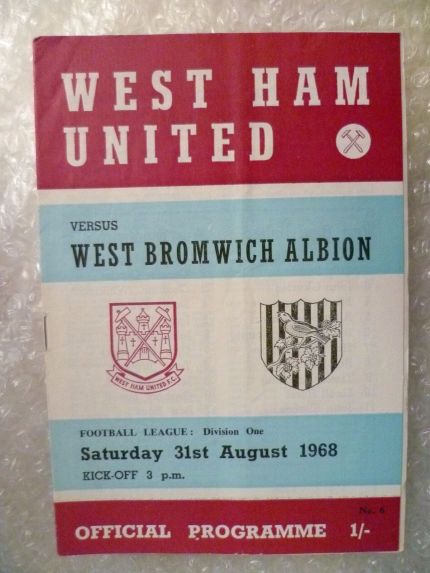 WEST HAM
UNITED
VERSUS
WEST BROMWICH ALBION
WEST HAM UNITED F.C.
FOOTBALL LEAGUE: Division One
Saturday 31st August 1968
KICK-OFF 3 p.m.
No. 6
OFFICIAL PROGRAMME 1/-